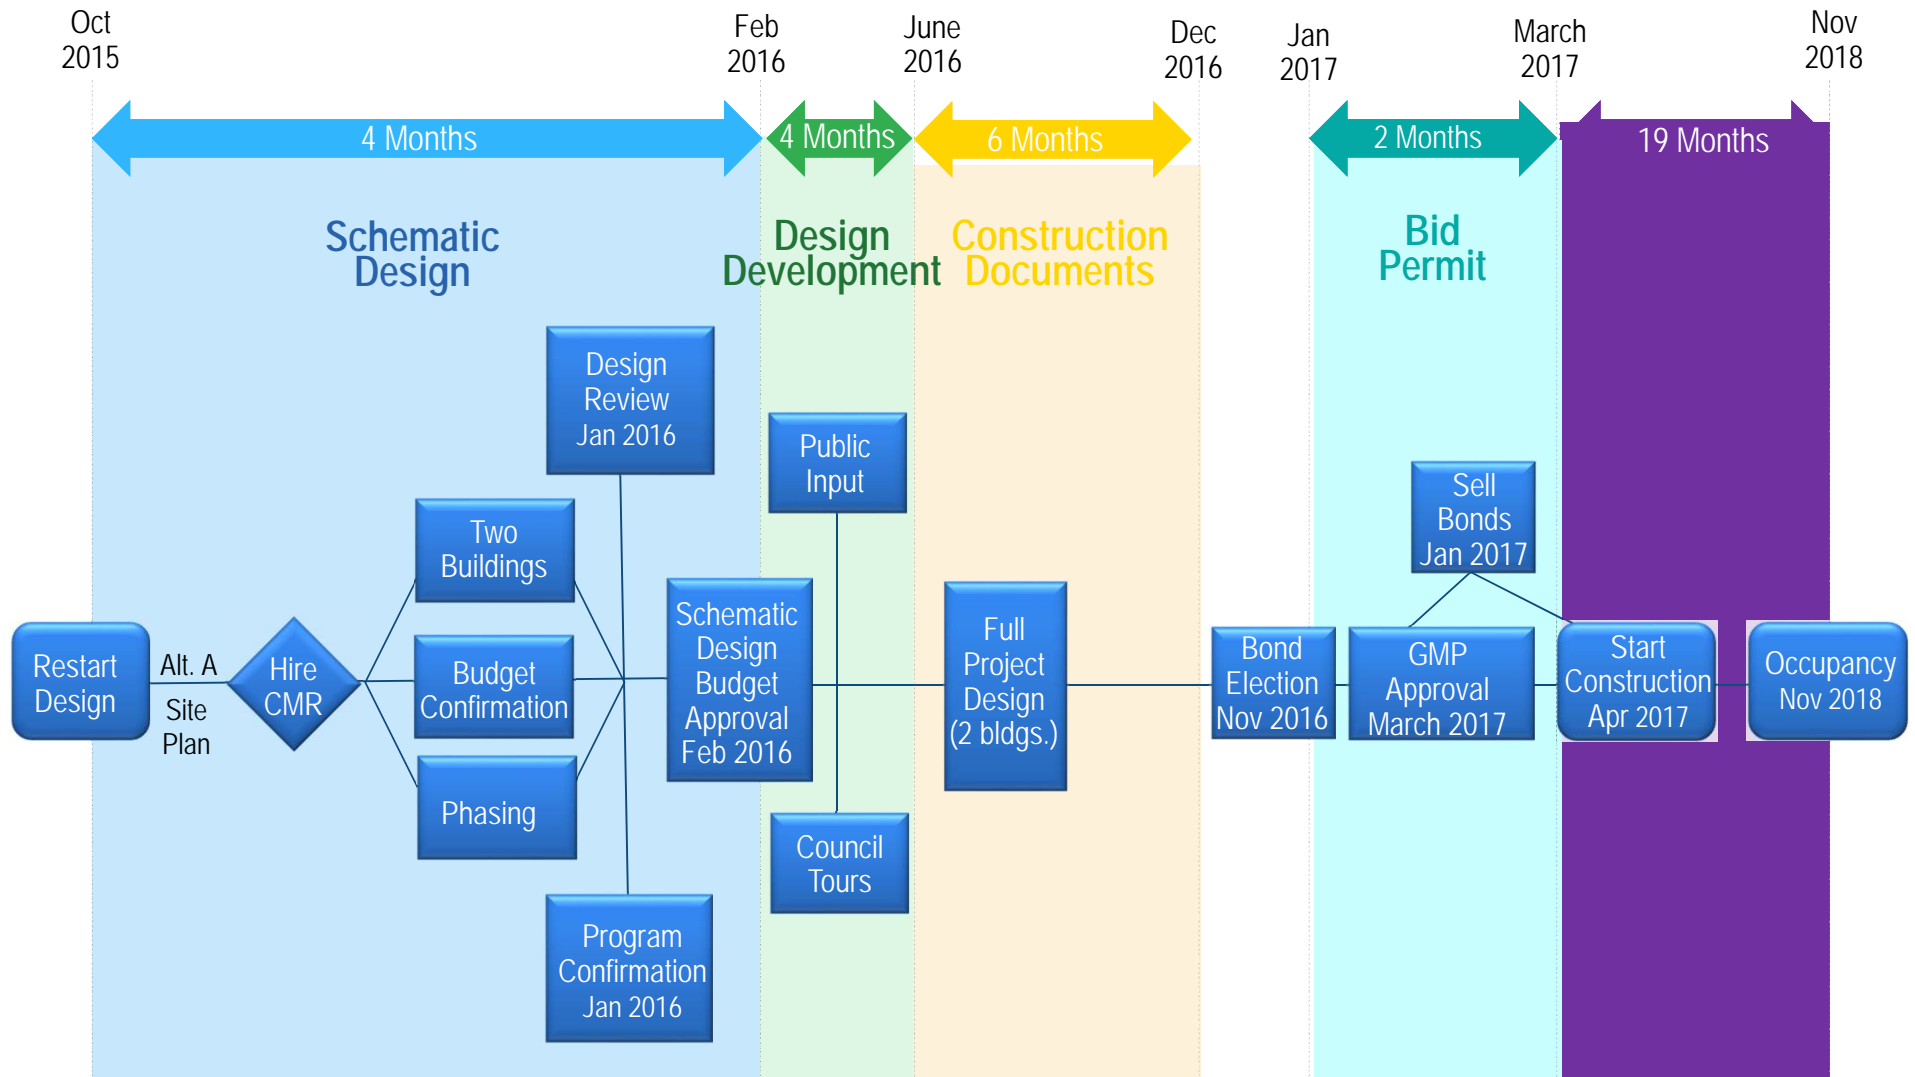 Oct
2015
Feb
2016
June
2016
Dec
2016
Jan
2017
March
2017
Nov
2018
4 Months
4 Months
6 Months
2 Months
19 Months
Schematic
Design
Design
Development
Construction
Documents
Bid
Permit
Restart
Design
Alt. A
Site
Plan
Hire
CMR
Two
Buildings
Budget
Confirmation
Phasing
Design
Review
Jan 2016
Program
Confirmation
Jan 2016
Schematic
Design
Budget
Approval
Feb 2016
Public
Input
Council
Tours
Full
Project
Design
(2 bldgs.)
Bond
Election
Nov 2016
GMP
Approval
March 2017
Sell
Bonds
Jan 2017
Start
Construction
Apr 2017
Occupancy
Nov 2018